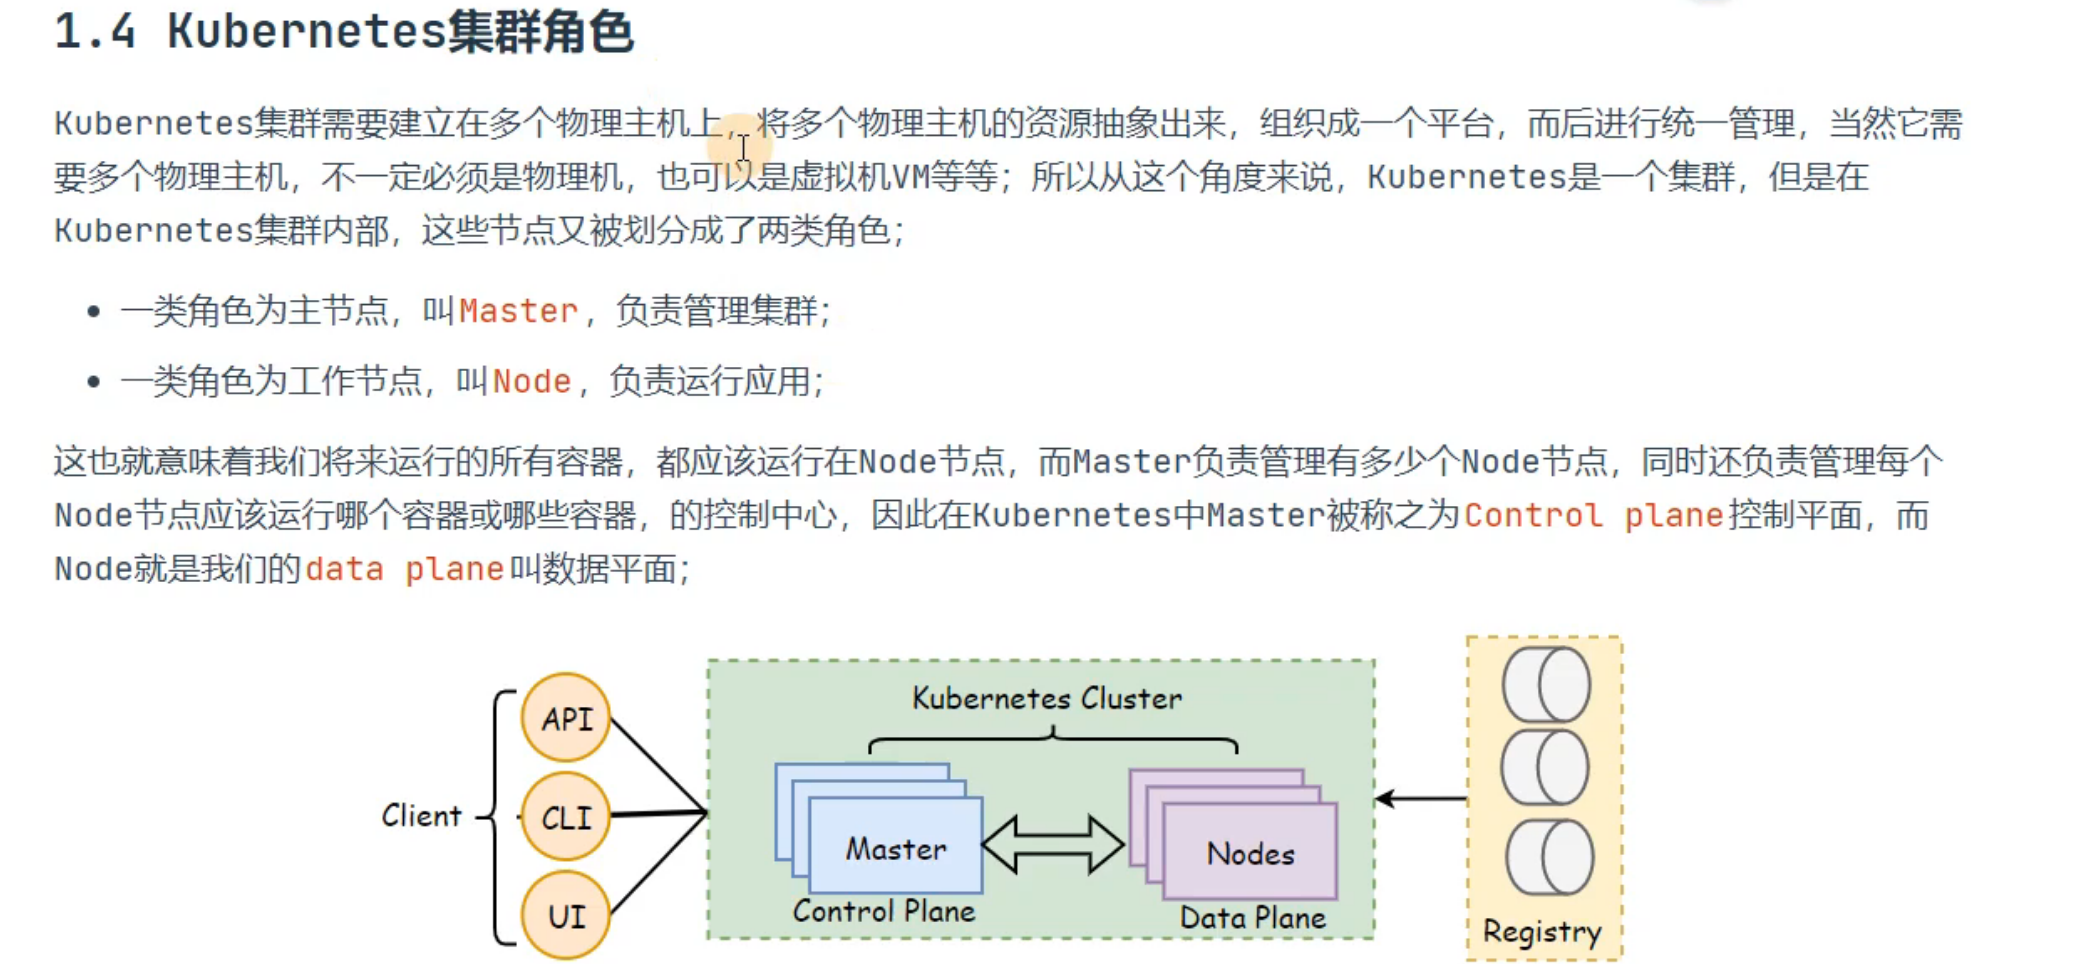 1.4 Kubernetes集群角色
Kubernetes集群需要建立在多个物理主机上，将多个物理主机的资源抽象出来，组织成一个平台，而后进行统一管理，当然它需
要多个物理主机，不一定必须是物理机，也可以是虚拟机VM等等；所以从这个角度来说，Kubernetes是一个集群，但是在
Kubernetes集群内部，这些节点又被划分成了两类角色；
• 一类角色为主节点，叫Master，负责管理集群；
• 一类角色为工作节点，叫Node，负责运行应用；
这也就意味着我们将来运行的所有容器，都应该运行在Node节点，而Master负责管理有多少个Node节点，同时还负责管理每个
Node节点应该运行哪个容器或哪些容器，的控制中心，因此在Kubernetes中Master被称之为Control plane控制平面，而
Node就是我们的data plane叫数据平面；
Client
API
CLI
UI
Kubernetes Cluster
Master
Control Plane
Nodes
Data Plane
Registry